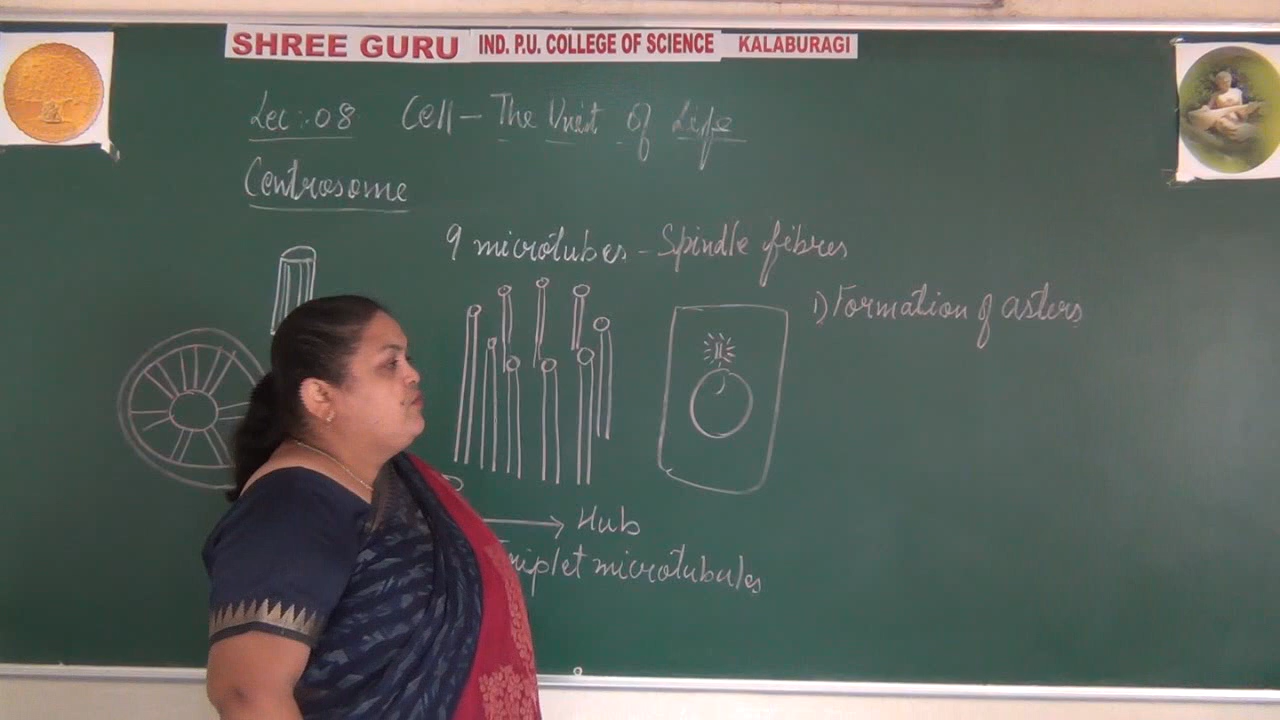 SHREE GURU IND. P.U. COLLEGE OF SCIENCE KALABURAGI
Lec:-08 Cell - The Unit of Life
Centrosome
9 microtubes - Spindle fibres
1) Formation of asters
Hub
Triplet microtubules